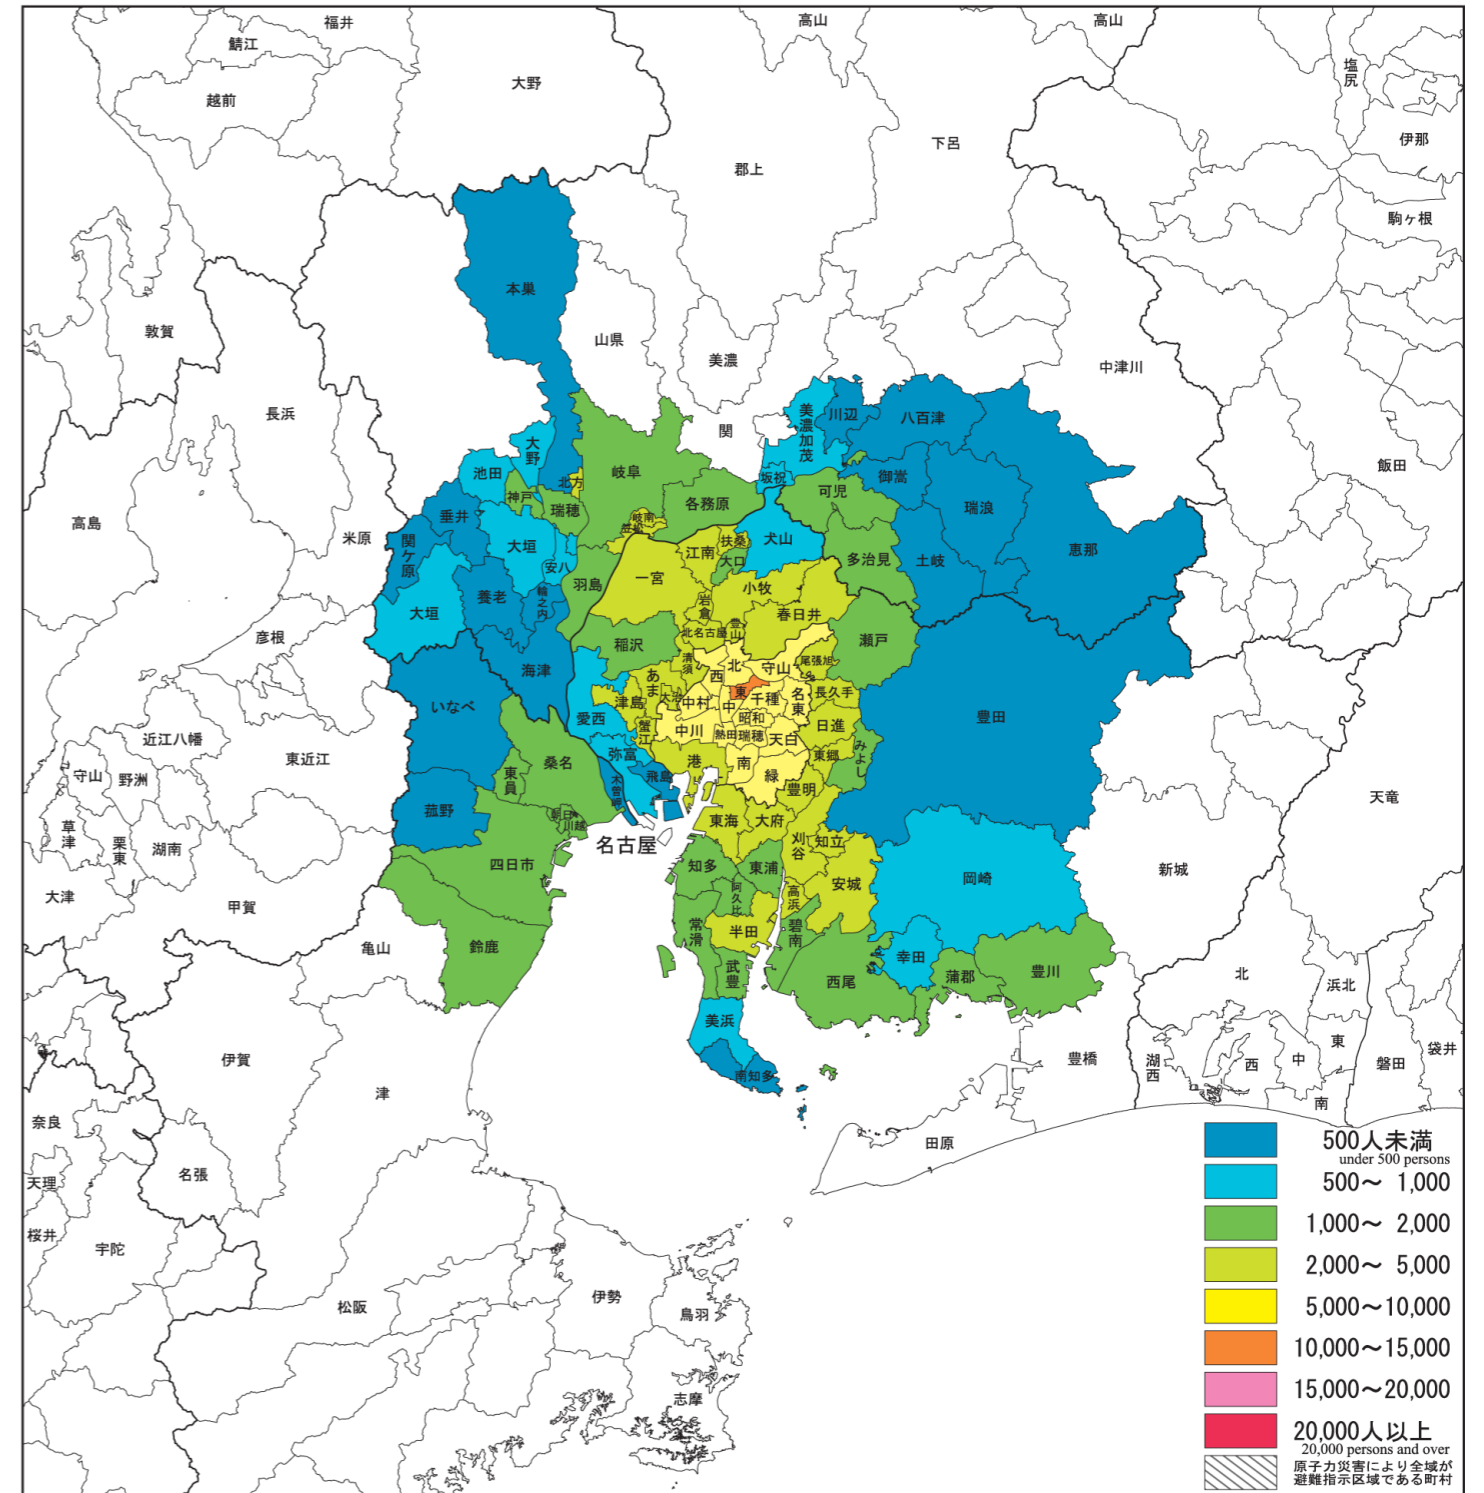 福井
高山
高山
鯖江
大野
塩尻
越前
伊那
下呂
郡上
駒ヶ根
本巣
敦賀
山県
美濃
中津川
長浜
美濃加茂
川辺
八百津
関
大野
飯田
池田
岐阜
坂祝
御嵩
北方
可児
神戸
各務原
瑞穂
瑞浪
高島
垂井
岐南
笠松
米原
関ケ原
大垣
江南
扶桑
犬山
恵那
大口
多治見
土岐
安八
羽島
一宮
小牧
養老
輪之内
大垣
岩倉
春日井
豊山
北名古屋
彦根
稲沢
瀬戸
海津
清須
北
守山
尾張旭
西
あま
大治
東
千種
名東
長久手
津島
中村
中
いなべ
愛西
昭和
日進
豊田
蟹江
中川
熱田
瑞穂
天白
近江八幡
東近江
弥富
東郷
みよし
桑名
港
南
緑
守山
野洲
東員
木曽岬
飛島
豊明
天竜
菰野
朝日
川越
東海
大府
草津
栗東
湖南
名古屋
刈谷
知立
四日市
知多
東浦
新城
岡崎
安城
大津
阿久比
高浜
甲賀
常滑
半田
碧南
亀山
鈴鹿
幸田
武豊
西尾
蒲郡
豊川
北
浜北
美浜
伊賀
豊橋
湖西
西
中
東
磐田
袋井
南知多
津
南
奈良
田原
名張
天理
桜井
宇陀
伊勢
松阪
鳥羽
志摩
500人未満
under 500 persons
500～ 1,000
1,000～ 2,000
2,000～ 5,000
5,000～10,000
10,000～15,000
15,000～20,000
20,000人以上
20,000 persons and over
原子力災害により全域が
避難指示区域である町村